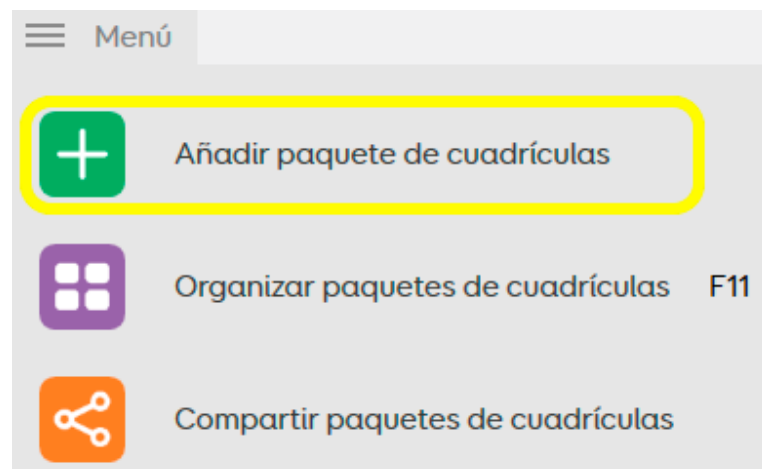 Menú
Añadir paquete de cuadrículas
Organizar paquetes de cuadrículas F11
Compartir paquetes de cuadrículas